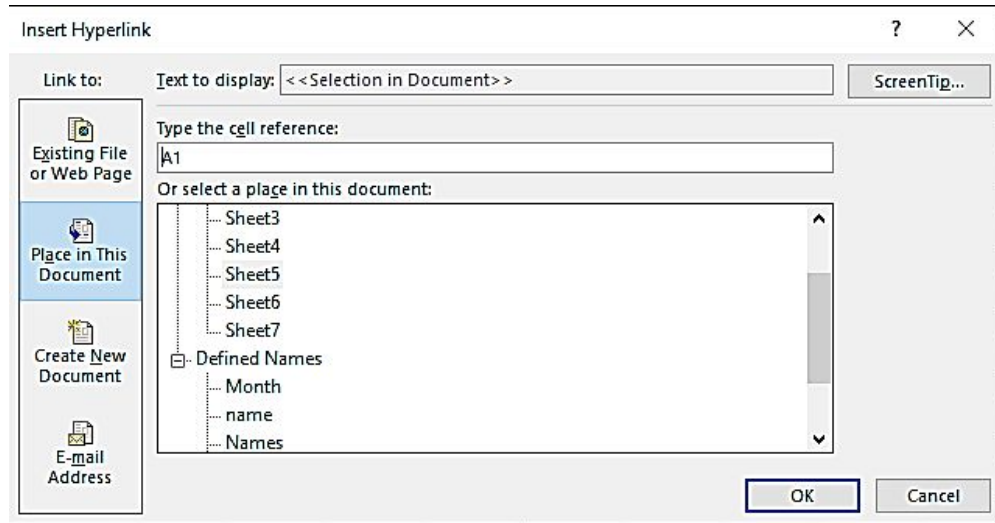 Insert Hyperlink
?
Link to:
Text to display: <<Selection in Document>>
ScreenTip...
Existing File
or Web Page
Place in This
Document
Create New
Document
E-mail
Address
Type the cell reference:
A1
Or select a place in this document:
Sheet3
Sheet4
Sheet5
Sheet6
Sheet7
Defined Names
Month
name
Names
OK
Cancel